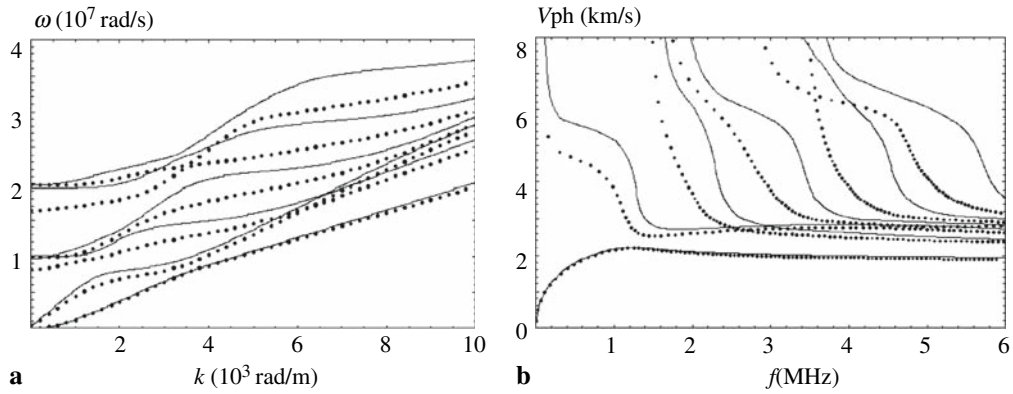 ω (10⁷ rad/s)
4
3
2
1
2 4 6 8 10
a
k (10³ rad/m)
Vph (km/s)
8
6
4
2
0
1 2 3 4 5 6
b
f(MHz)